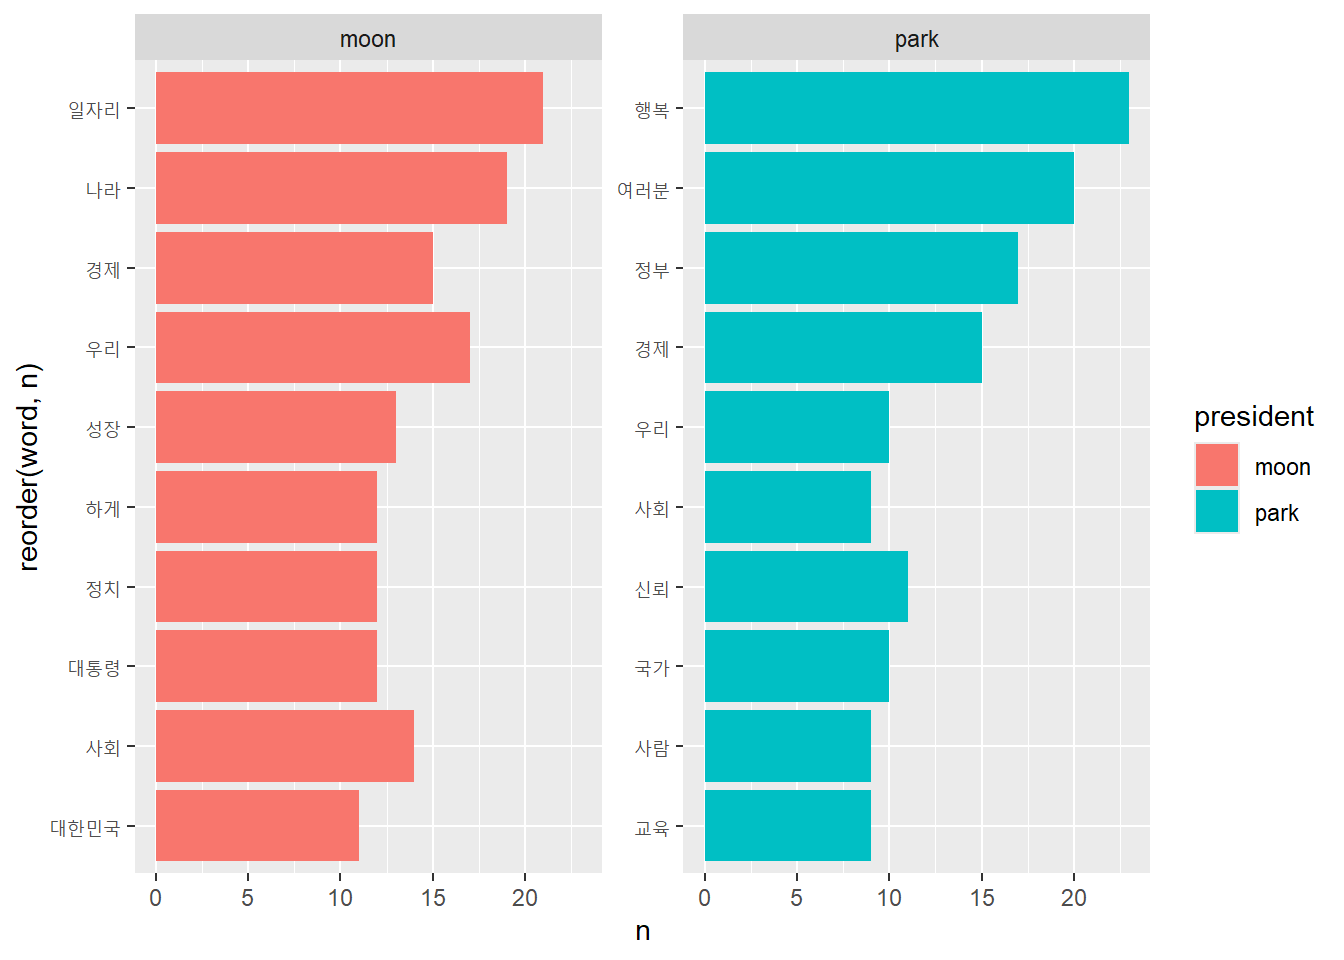 moon
park
reorder(word, n)
일자리
나라
경제
우리
성장
하게
정치
대통령
사회
대한민국
0 5 10 15 20
행복
여러분
정부
경제
우리
사회
신뢰
국가
사람
교육
0 5 10 15 20
n
president
moon
park